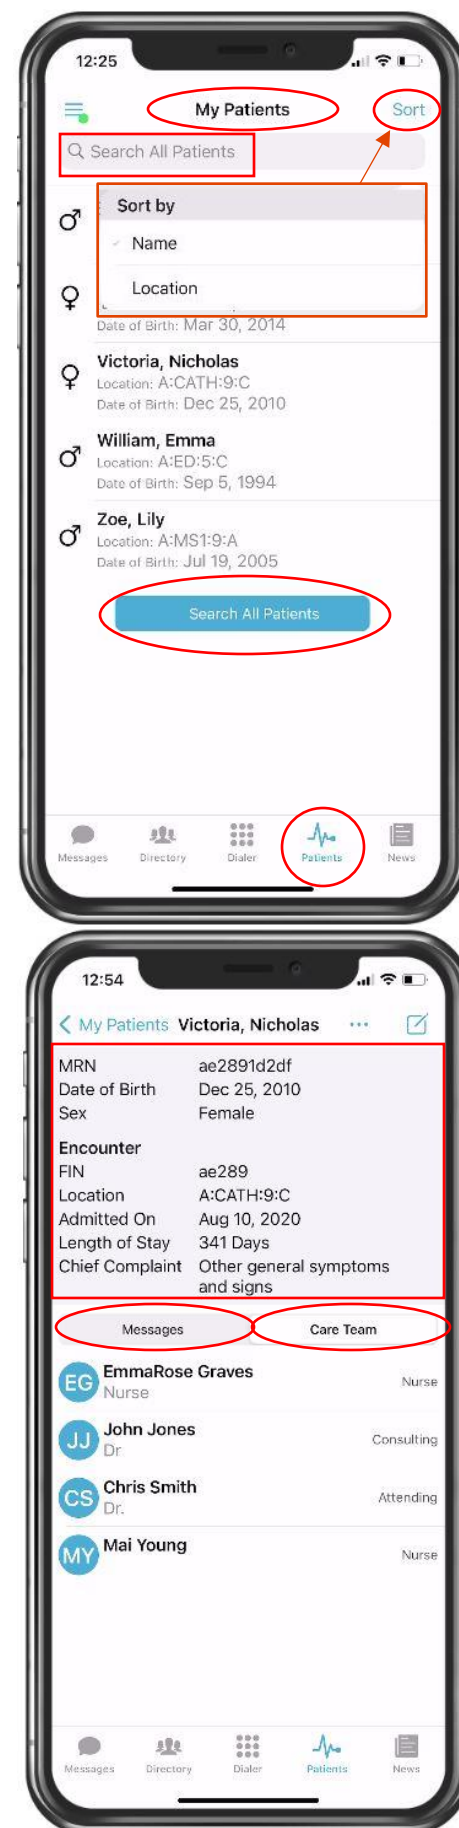 12:25
My Patients
Sort
Search All Patients
Sort by
Name
Location
Date of Birth: Mar 30, 2014
Victoria, Nicholas
Location: A:CATH:9:C
Date of Birth: Dec 25, 2010
William, Emma
Location: A:ED:5:C
Date of Birth: Sep 5, 1994
Zoe, Lily
Location: A:MS1:9:A
Date of Birth: Jul 19, 2005
Search All Patients
Messages Directory Dialer Patients News
12:54
My Patients Victoria, Nicholas
MRN ae2891d2df
Date of Birth Dec 25, 2010
Sex Female
Encounter
FIN ae289
Location A:CATH:9:C
Admitted On Aug 10, 2020
Length of Stay 341 Days
Chief Complaint Other general symptoms
and signs
Messages Care Team
EG EmmaRose Graves
Nurse Nurse
JJ John Jones
Dr Consulting
CS Chris Smith
Dr. Attending
MY Mai Young
Nurse
Messages Directory Dialer Patients News